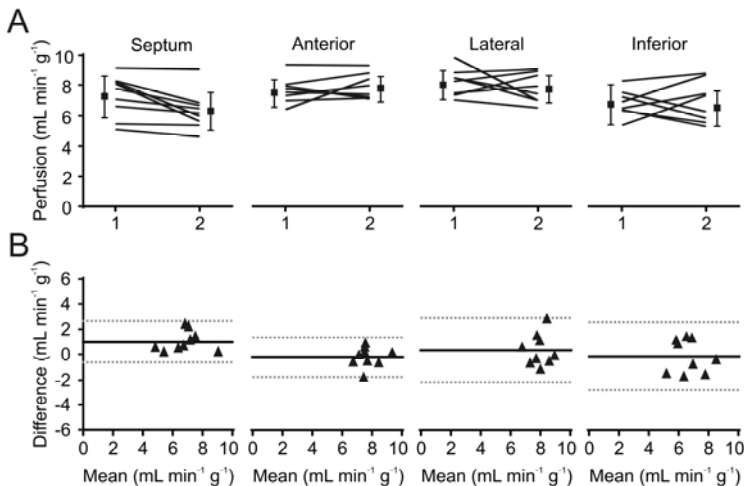 A
Septum Anterior Lateral Inferior
Perfusion (mL min⁻¹ g⁻¹)
10
8
6
4
2
0
1 2 1 2 1 2 1 2
B
Difference (mL min⁻¹ g⁻¹)
6
4
2
0
-2
-4
-6
0 2 4 6 8 10 0 2 4 6 8 10 0 2 4 6 8 10 0 2 4 6 8 10
Mean (mL min⁻¹ g⁻¹) Mean (mL min⁻¹ g⁻¹) Mean (mL min⁻¹ g⁻¹) Mean (mL min⁻¹ g⁻¹)